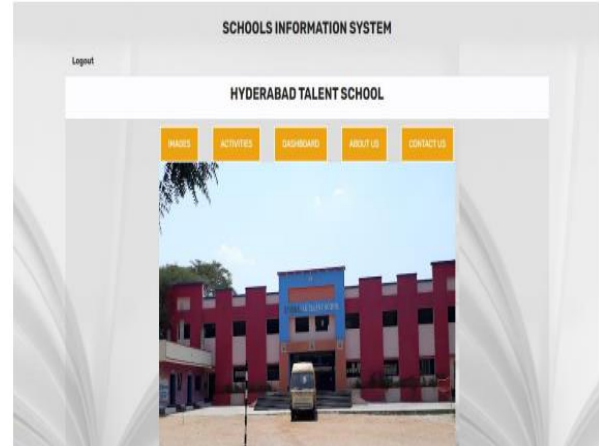 SCHOOLS INFORMATION SYSTEM
Logout
HYDERABAD TALENT SCHOOL
IMAGES ACTIVITIES DASHBOARD ABOUT US CONTACT US